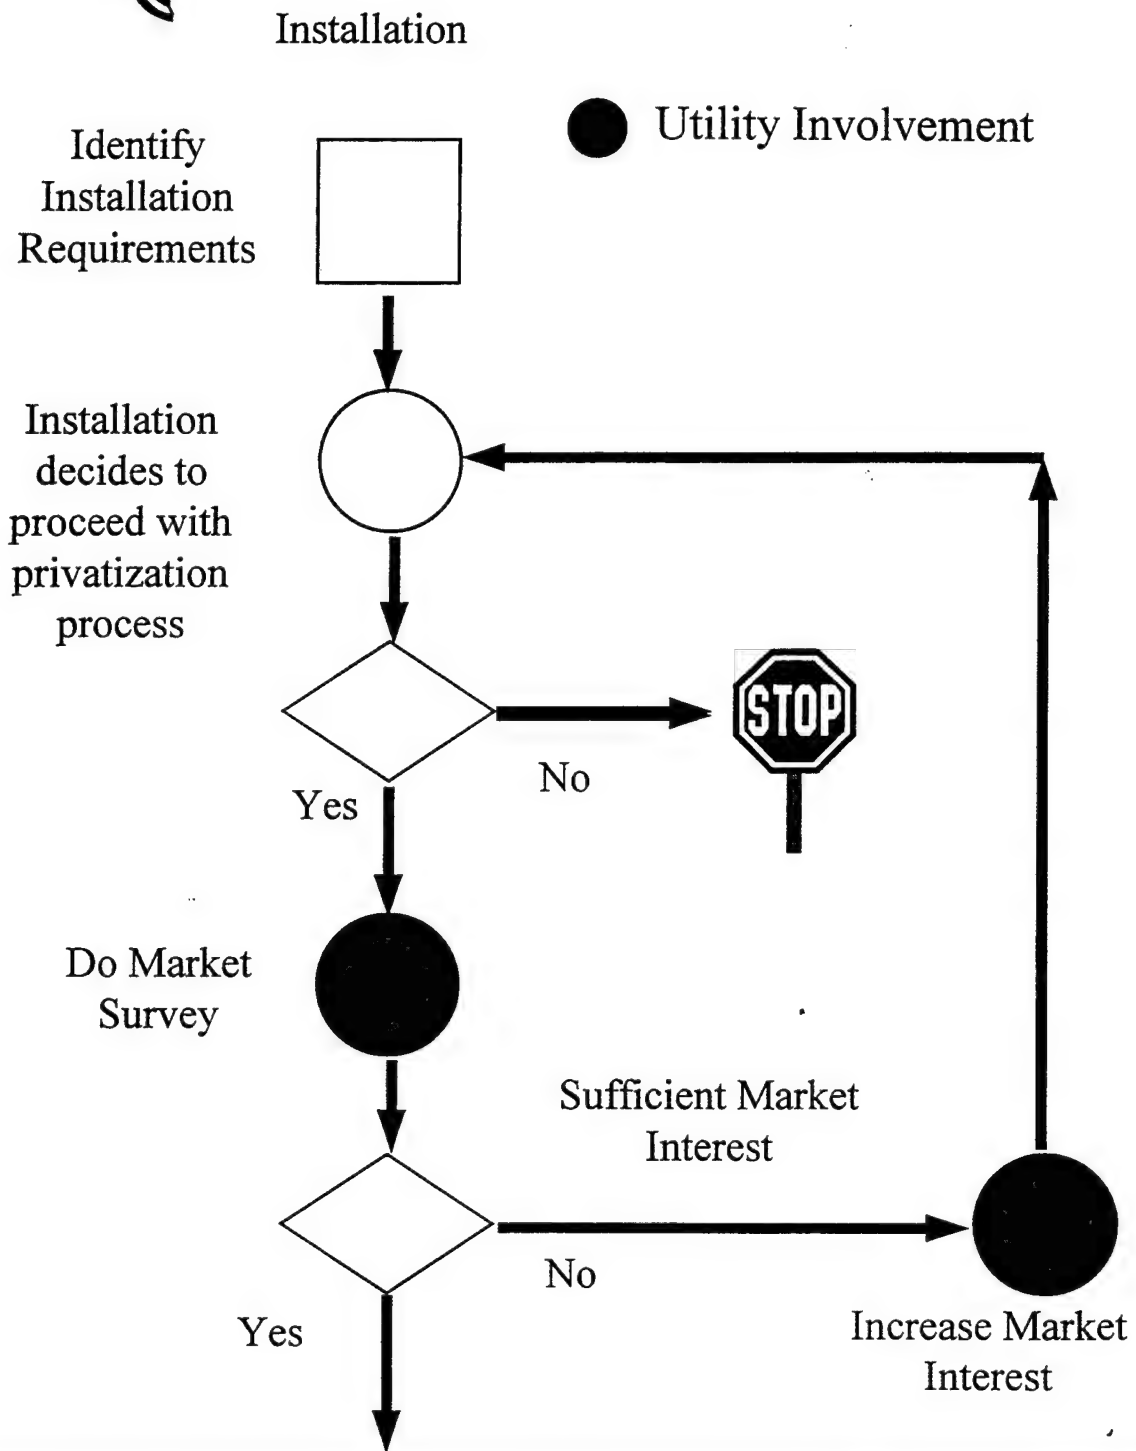 Installation
Utility Involvement
Identify
Installation
Requirements
Installation
decides to
proceed with
privatization
process
STOP
No
Yes
Do Market
Survey
Sufficient Market
Interest
No
Yes
Increase Market
Interest